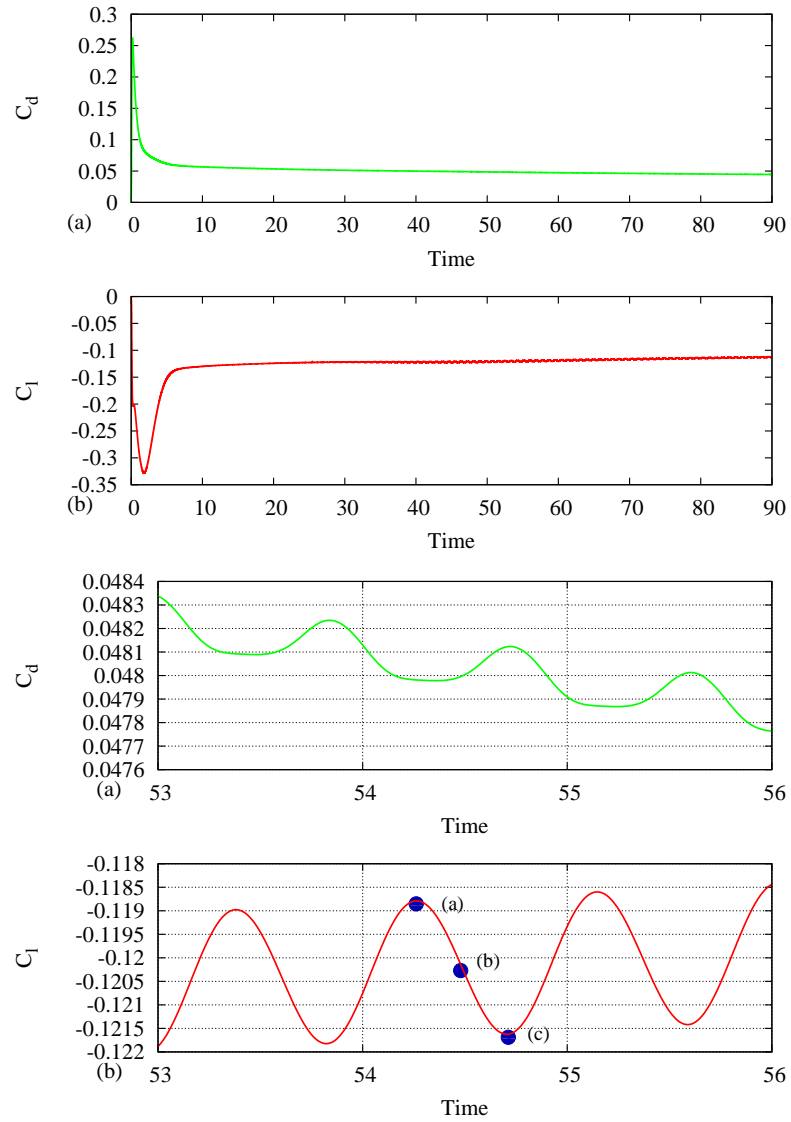 0.3
0.25
0.2
0.15
0.1
0.05
0
C_d
(a)
0 10 20 30 40 50 60 70 80 90
Time
0
-0.05
-0.1
-0.15
-0.2
-0.25
-0.3
-0.35
C_l
(b)
0 10 20 30 40 50 60 70 80 90
Time
0.0484
0.0483
0.0482
0.0481
0.048
0.0479
0.0478
0.0477
0.0476
C_d
(a)
53 54 55 56
Time
-0.118
-0.1185
-0.119
-0.1195
-0.12
-0.1205
-0.121
-0.1215
-0.122
C_l
(a)
(b)
(c)
(b)
53 54 55 56
Time